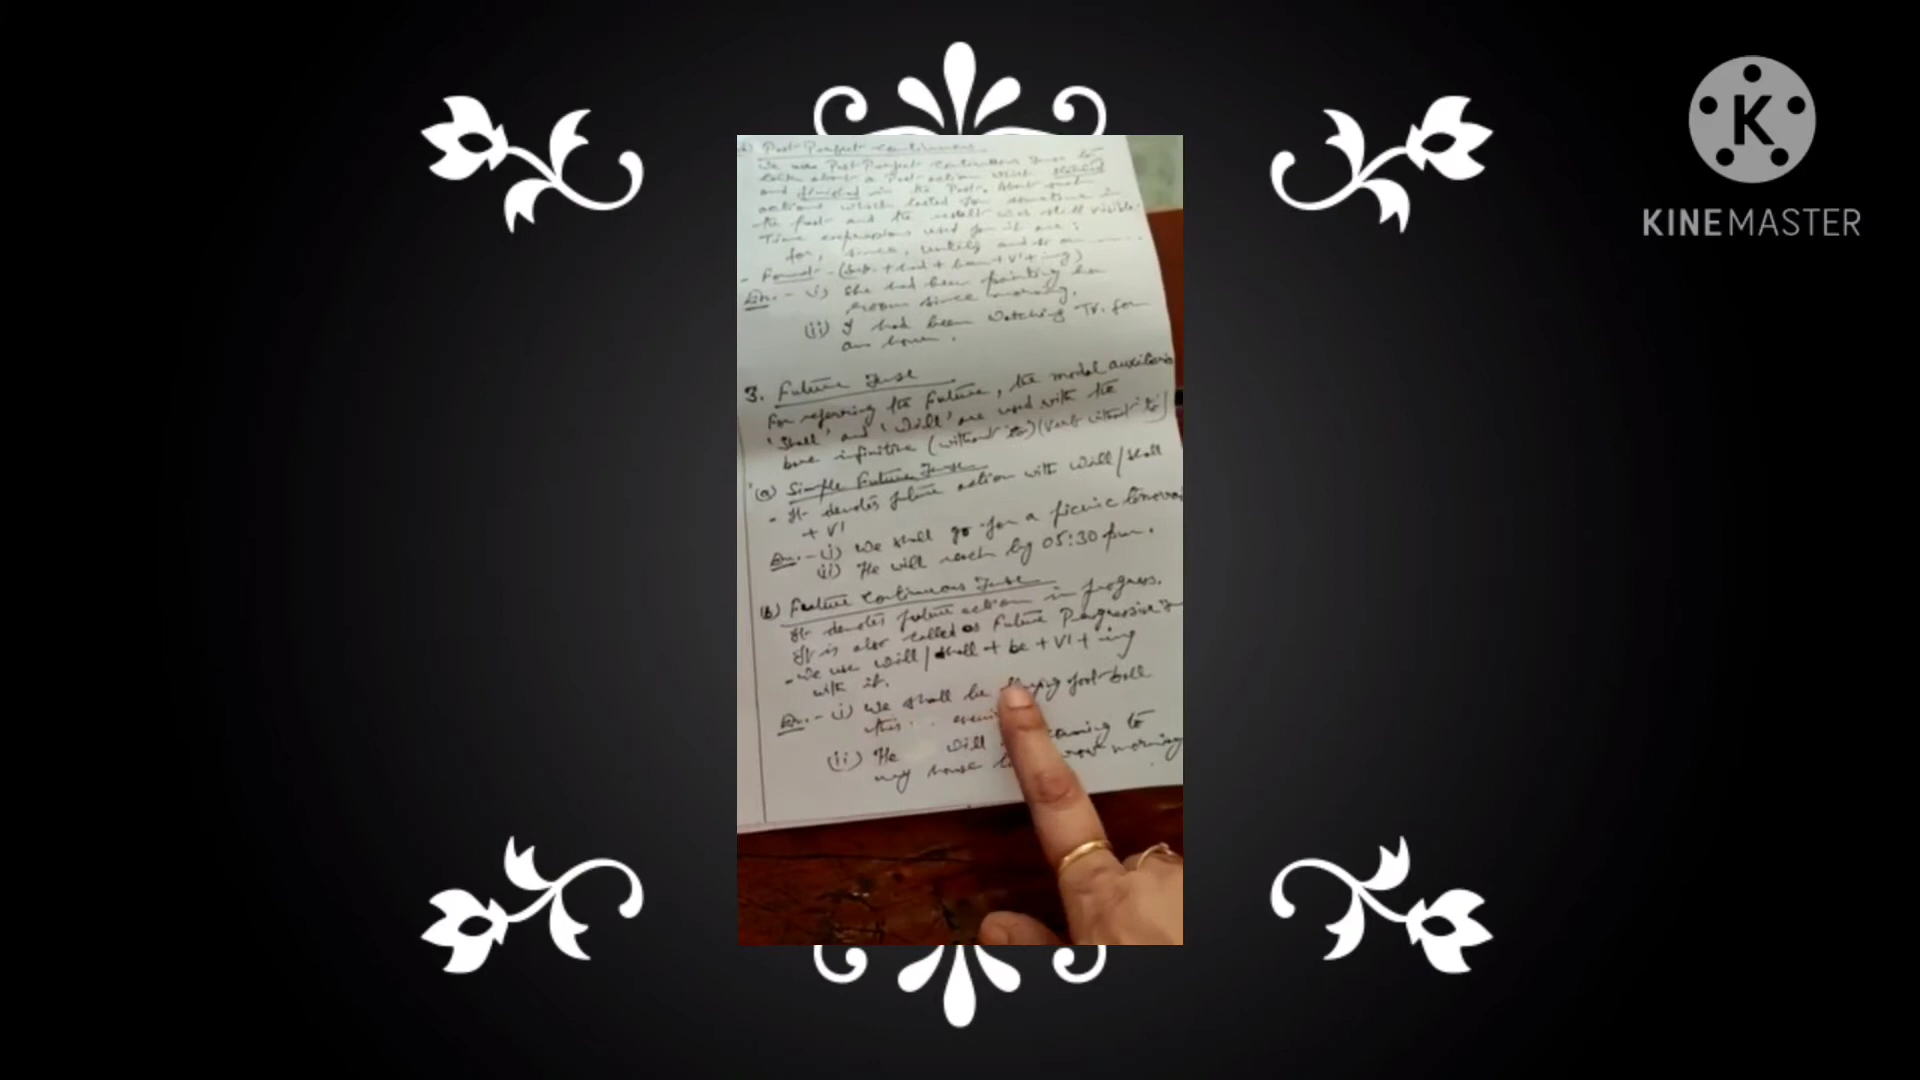 (d) Past Perfect Continuous
We use Past Perfect Continuous Tense to
talk about a Past action which started
and finished in the Past. About such
actions which lasted for sometime in
the past and the result was still visible.
Time expressions used for it are:
for, since, until, and so on
- Format - (Sub. + had + been + V1 + ing)
Ex. - i) She had been painting her
room since morning.
(ii) I had been watching TV. for
an hour.
3. Future Tense
For referring the Future, the modal auxiliaries
'Shall' and 'Will' are used with the
bare infinitive (without to) (Verb without to)
(a) Simple Future Tense
- It denotes future action with will/shall
+ V1
Ex. - (i) We shall go for a picnic
(ii) He will reach by 05:30 pm.
(b) Future Continuous Tense
It denotes future action in progress.
It is also called as Future Progressive
- We use will/shall + be + V1 + ing
with it.
Ex. - (i) We shall be football
this
(ii) He will coming to
my house morning
K
KINEMASTER